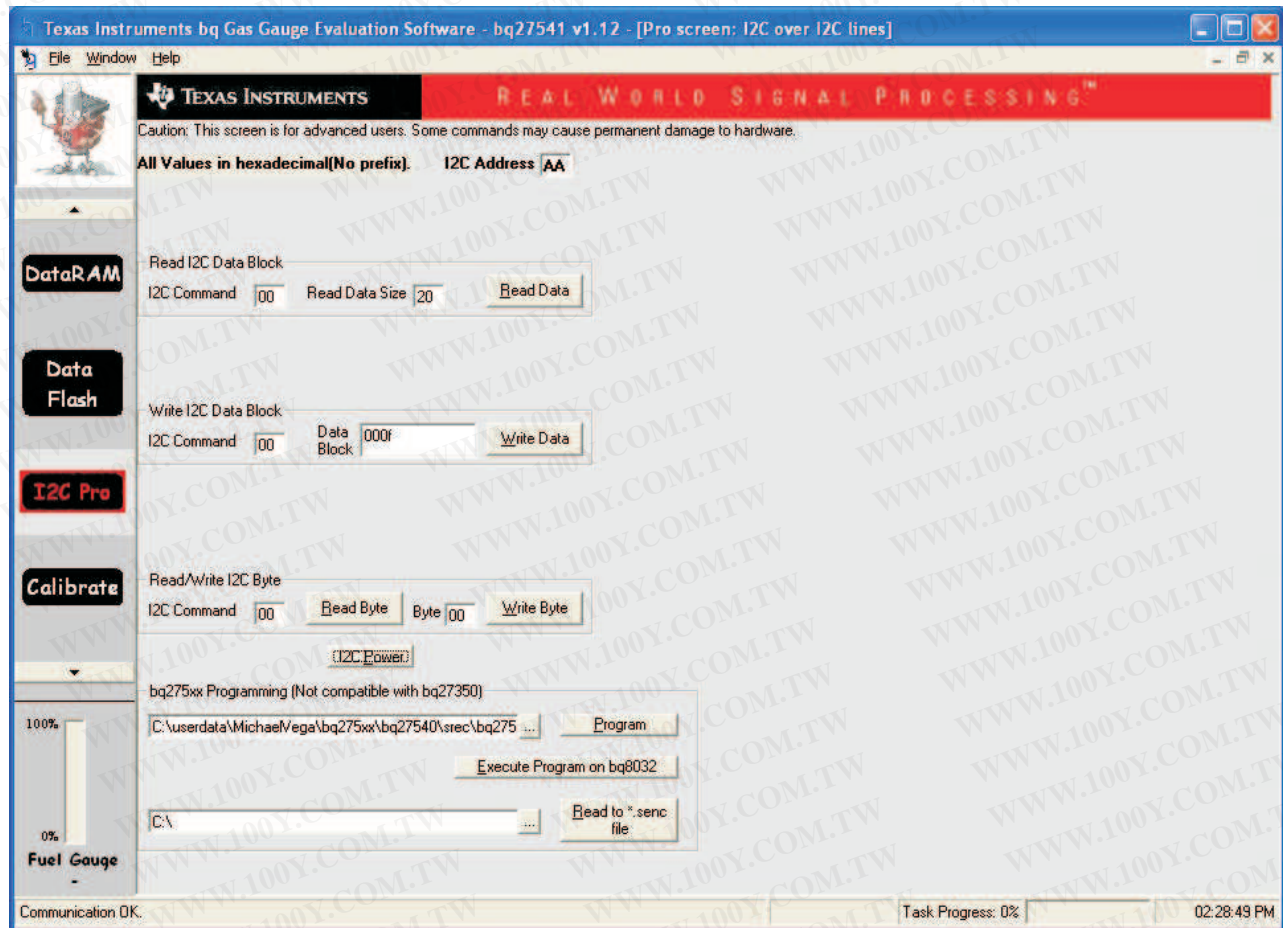 Texas Instruments bq Gas Gauge Evaluation Software - bq27541 v1.12 - [Pro screen: I2C over I2C lines]
File Window Help
TEXAS INSTRUMENTS REAL WORLD SIGNAL PROCESSING™
Caution: This screen is for advanced users. Some commands may cause permanent damage to hardware.
All Values in hexadecimal(No prefix). I2C Address AA
DataRAM
Data
Flash
I2C Pro
Calibrate
100%
0%
Fuel Gauge
-
Read I2C Data Block
I2C Command 00 Read Data Size 20 Read Data
Write I2C Data Block
I2C Command 00 Data Block 000f Write Data
Read/Write I2C Byte
I2C Command 00 Read Byte Byte 00 Write Byte
I2C Power
bq275xx Programming (Not compatible with bq27350)
C:\userdata\MichaelVega\bq275xx\bq27540\srec\bq275 ... Program
Execute Program on bq8032
C:\ ... Read to *.senc
file
Communication OK. Task Progress: 0% 02:28:49 PM
WWW.100Y.COM.TW